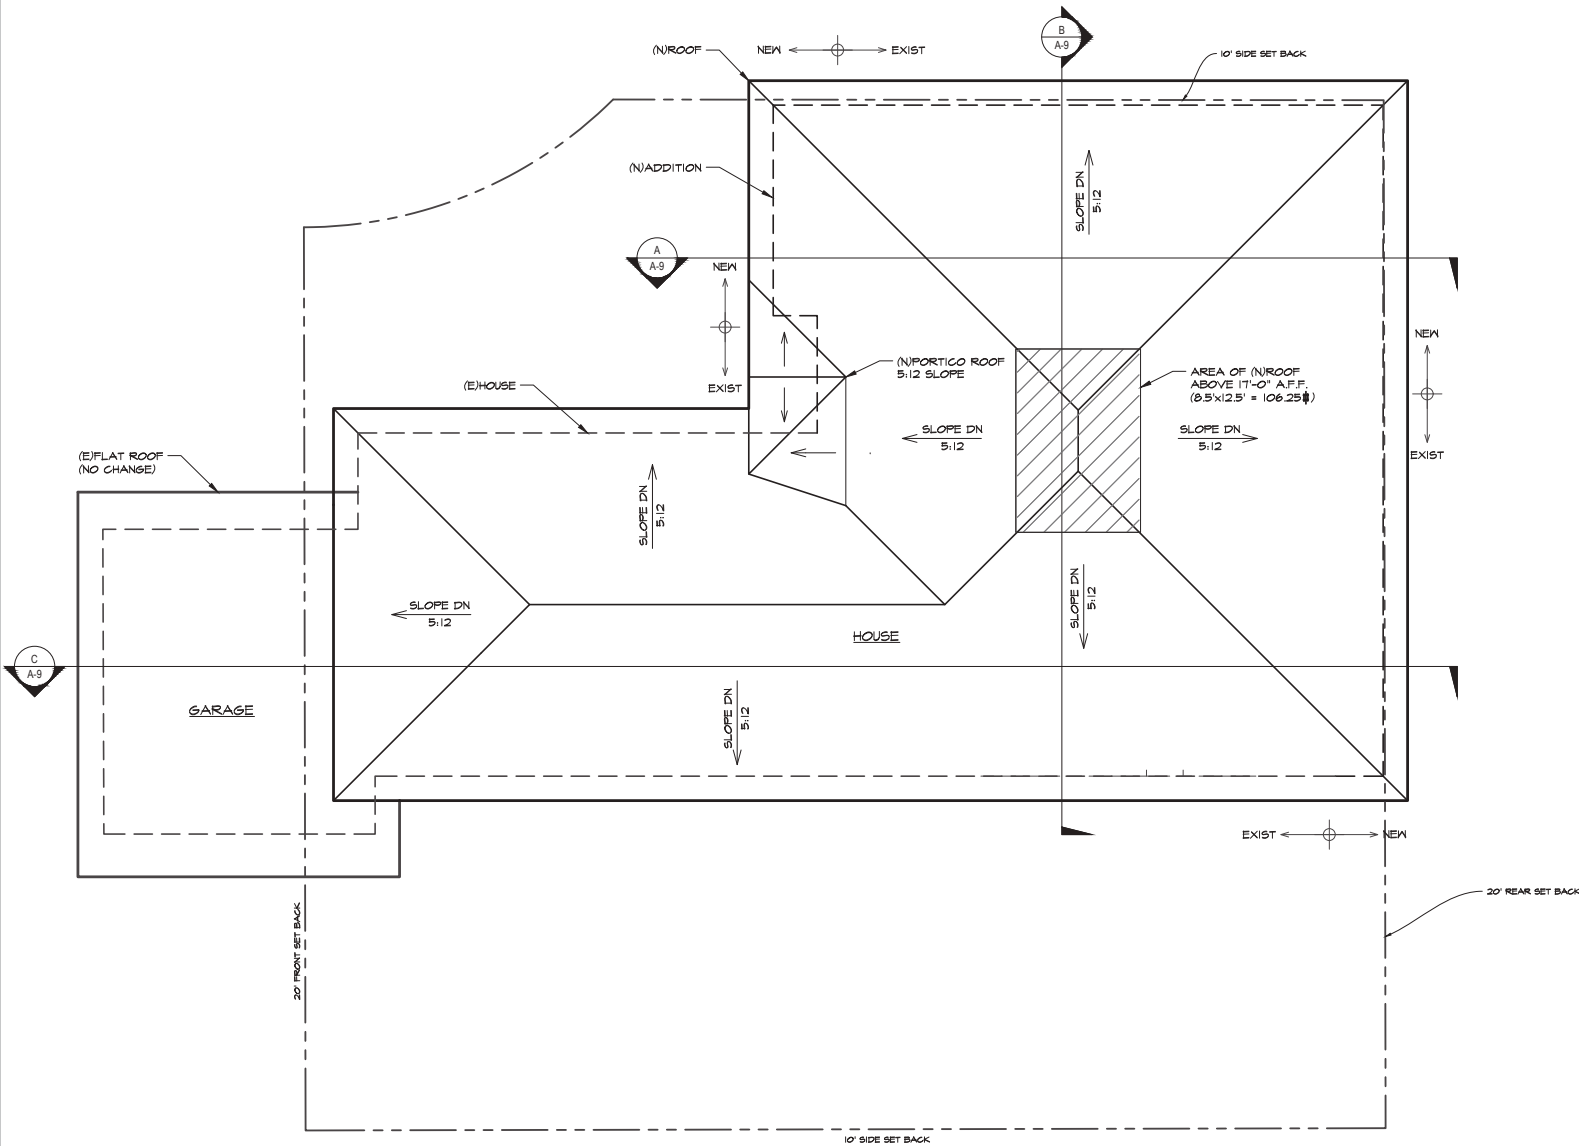 B
A-9
(N)ROOF
NEW
EXIST
10' SIDE SET BACK
(N)ADDITION
SLOPE DN
5:12
A
A-9
NEW
EXIST
(N)PORTICO ROOF
5:12 SLOPE
NEW
EXIST
AREA OF (N)ROOF
ABOVE 17'-0" A.F.F.
(8.5'x12.5' = 106.25)
(E)HOUSE
SLOPE DN
5:12
SLOPE DN
5:12
(E)FLAT ROOF
(NO CHANGE)
SLOPE DN
5:12
SLOPE DN
5:12
SLOPE DN
5:12
HOUSE
C
A-9
GARAGE
SLOPE DN
5:12
EXIST
NEW
20' REAR SET BACK
20' FRONT SET BACK
10' SIDE SET BACK